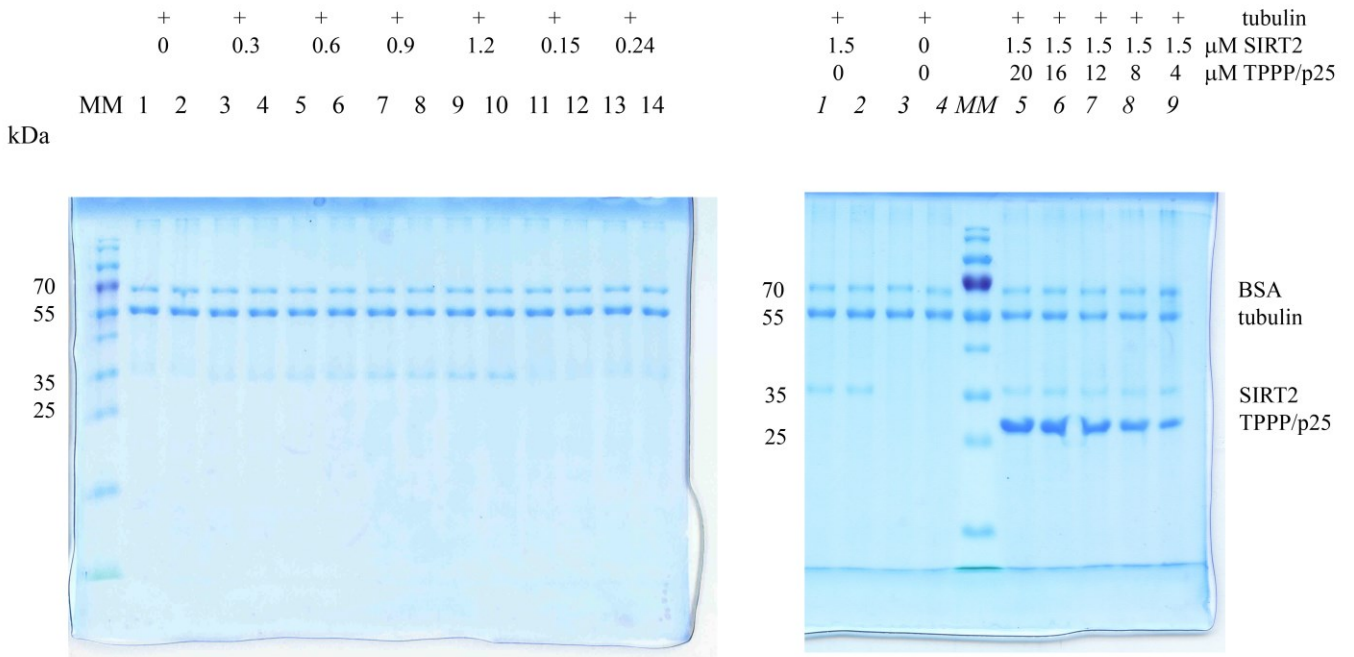 + + + + + + +
0 0.3 0.6 0.9 1.2 0.15 0.24
MM 1 2 3 4 5 6 7 8 9 10 11 12 13 14
kDa
70
55
35
25
+ + + + + + + tubulin
1.5 0 1.5 1.5 1.5 1.5 1.5 μM SIRT2
0 0 20 16 12 8 4 μM TPPP/p25
1 2 3 4 MM 5 6 7 8 9
70 BSA
55 tubulin
35 SIRT2
25 TPPP/p25